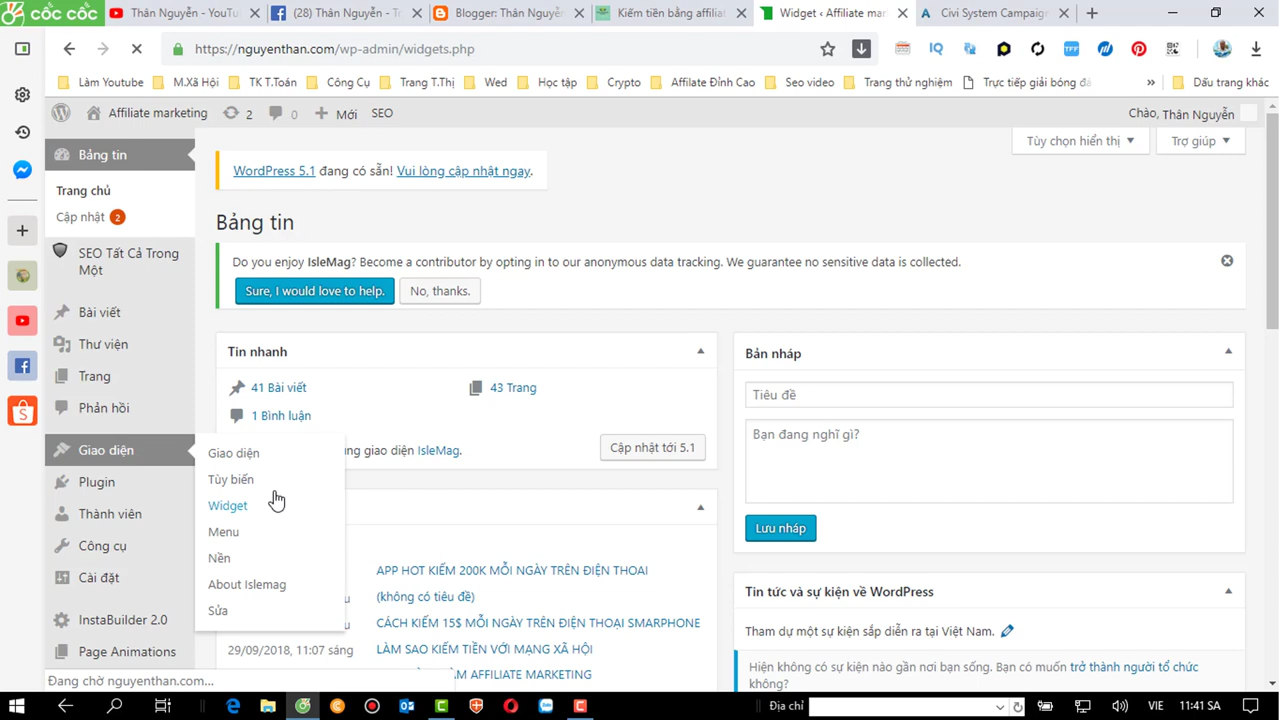 cốc cốc
Thân Nguyễn - YouTu
(28) Thân Nguyễn - T
Blogger: Thân Nguyễn
Kiếm tiền bằng affiliat
Widget ‹ Affiliate mar
Civi System Campaign
https://nguyenthan.com/wp-admin/widgets.php
IQ
TFP
Làm Youtube
M.Xã Hội
TK T.Toán
Công Cụ
Trang T.Thị
Wed
Học tập
Crypto
Affilate Đỉnh Cao
Seo video
Trang thử nghiệm
Trực tiếp giải bóng đá
»
Dấu trang khác
Affiliate marketing
2
0
Mới
SEO
Chào, Thân Nguyễn
Tùy chọn hiển thị
Trợ giúp
Bảng tin
Trang chủ
Cập nhật 2
SEO Tất Cả Trong
Một
Bài viết
Thư viện
Trang
Phản hồi
Giao diện
Plugin
Thành viên
Công cụ
Cài đặt
InstaBuilder 2.0
Page Animations
Giao diện
Tùy biến
Widget
Menu
Nền
About Islemag
Sửa
WordPress 5.1 đang có sẵn! Vui lòng cập nhật ngay.
Bảng tin
Do you enjoy IsleMag? Become a contributor by opting in to our anonymous data tracking. We guarantee no sensitive data is collected.
Sure, I would love to help.
No, thanks.
Tin nhanh
41 Bài viết
43 Trang
1 Bình luận
ng giao diện IsleMag.
Cập nhật tới 5.1
APP HOT KIẾM 200K MỖI NGÀY TRÊN ĐIỆN THOẠI
(không có tiêu đề)
CÁCH KIẾM 15$ MỖI NGÀY TRÊN ĐIỆN THOẠI SMARPHONE
29/09/2018, 11:07 sáng
LÀM SAO KIẾM TIỀN VỚI MẠNG XÃ HỘI
M AFFILIATE MARKETING
Bản nháp
Tiêu đề
Bạn đang nghĩ gì?
Lưu nháp
Tin tức và sự kiện về WordPress
Tham dự một sự kiện sắp diễn ra tại Việt Nam.
Hiện không có sự kiện nào gần nơi bạn sống. Bạn có muốn trở thành người tổ chức
không?
Đang chờ nguyenthan.com...
Địa chỉ
VIE
11:41 SA